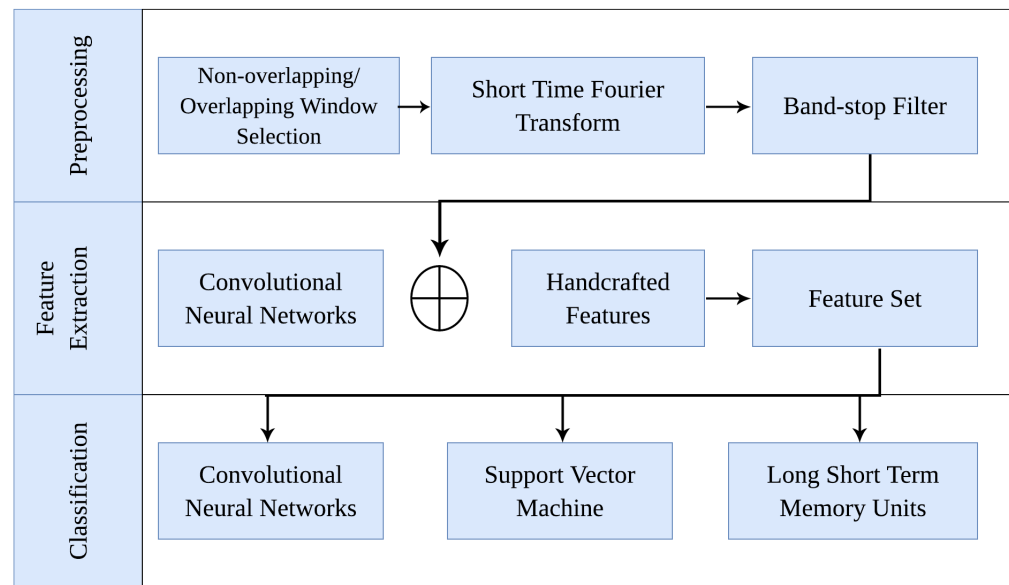 Preprocessing
Non-overlapping/
Overlapping Window
Selection
Short Time Fourier
Transform
Band-stop Filter
Feature
Extraction
Convolutional
Neural Networks
Handcrafted
Features
Feature Set
Classification
Convolutional
Neural Networks
Support Vector
Machine
Long Short Term
Memory Units